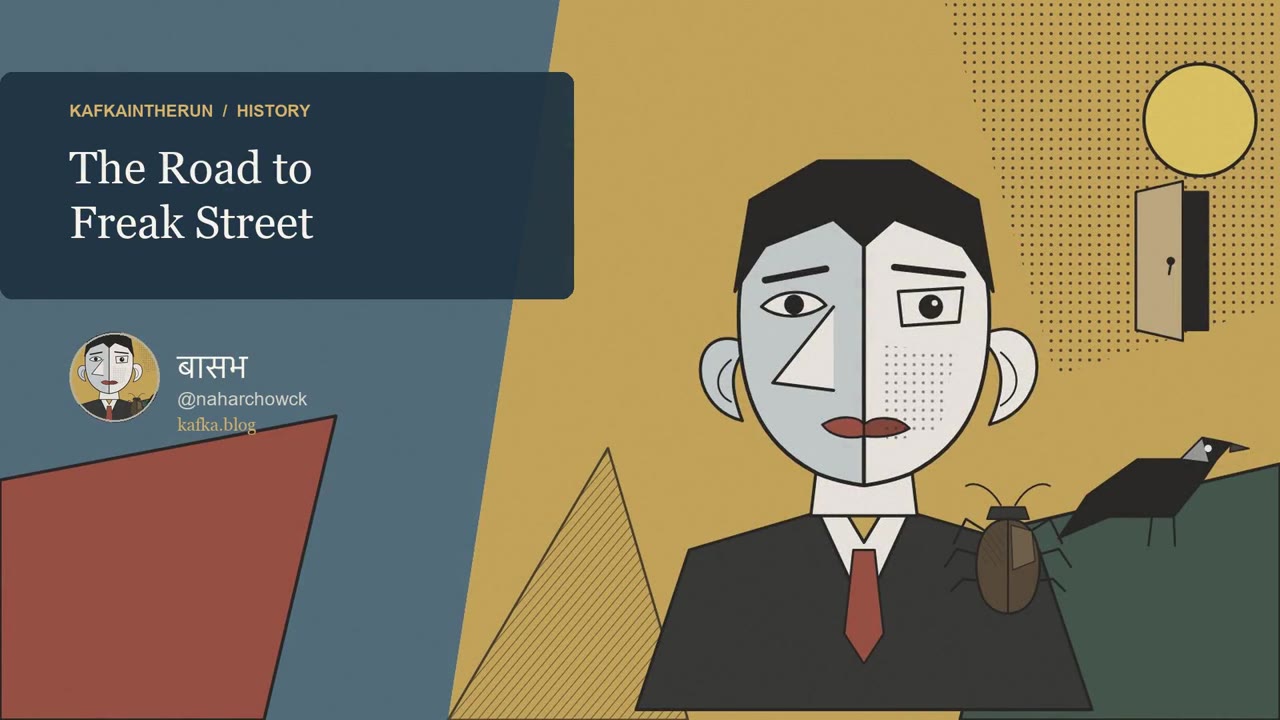 KAFKAINTHERUN / HISTORY
The Road to
Freak Street
बासभ
@naharchowck
kafka.blog